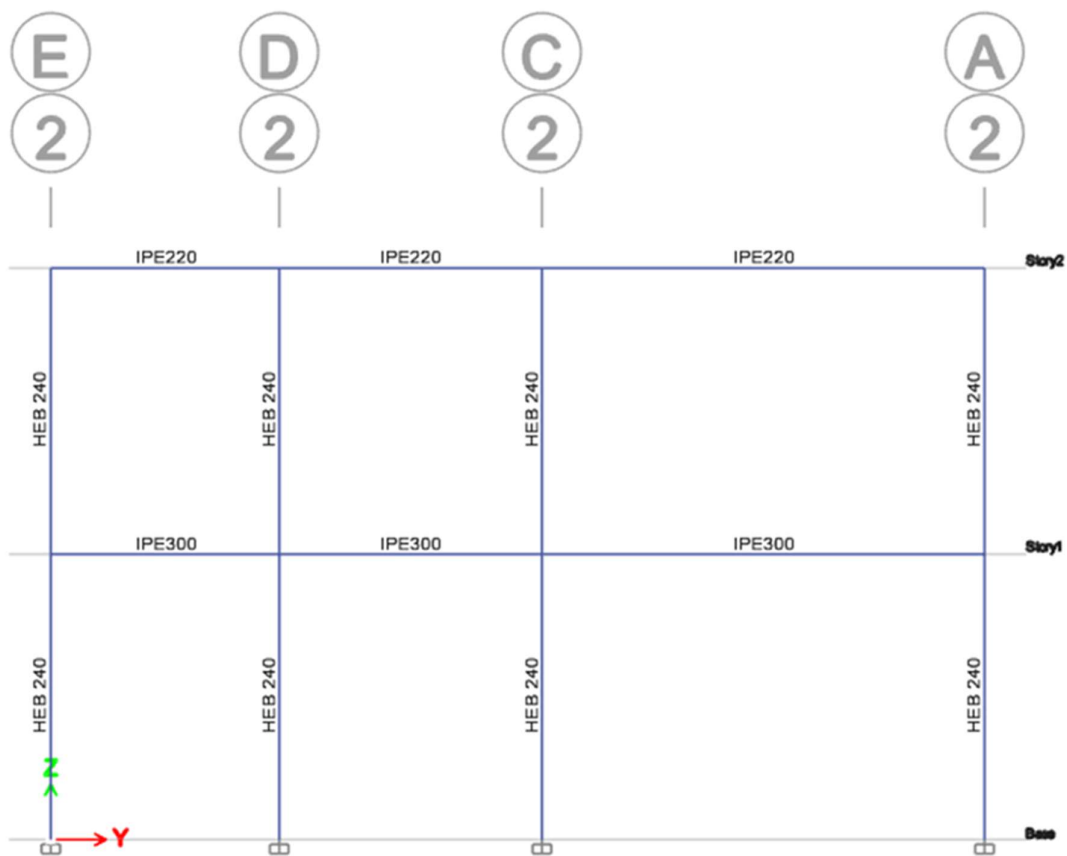 E D C A
2 2 2 2
IPE220 IPE220 IPE220
Story2
HEB 240 HEB 240 HEB 240 HEB 240
IPE300 IPE300 IPE300
Story1
HEB 240 HEB 240 HEB 240 HEB 240
Z
Y
Base